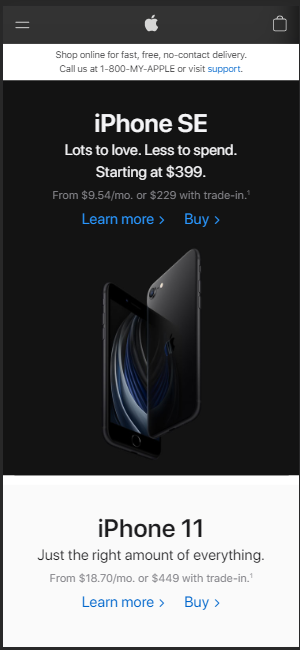 Shop online for fast, free, no-contact delivery.
Call us at 1-800-MY-APPLE or visit support.
iPhone SE
Lots to love. Less to spend.
Starting at $399.
From $9.54/mo. or $229 with trade-in.¹
Learn more > Buy >
iPhone 11
Just the right amount of everything.
From $18.70/mo. or $449 with trade-in.¹
Learn more > Buy >